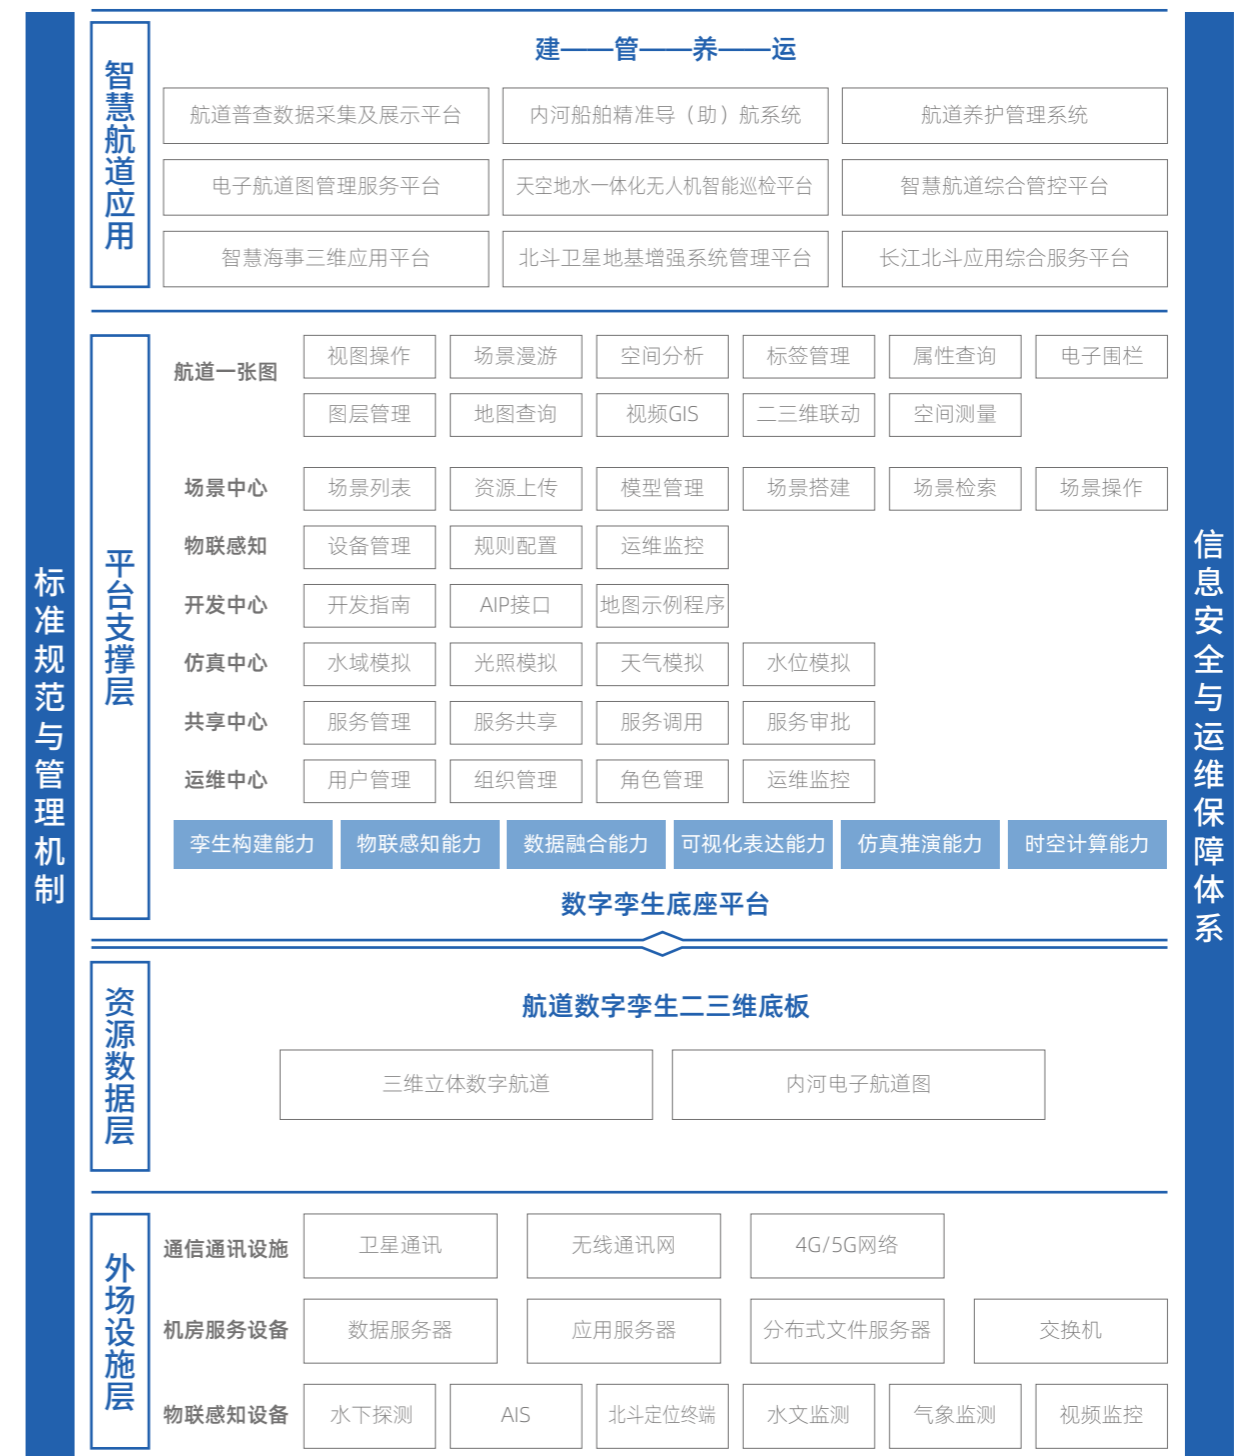 标准规范与管理机制
智慧航道应用
建——管——养——运
航道普查数据采集及展示平台
内河船舶精准导（助）航系统
航道养护管理系统
电子航道图管理服务平台
天空地水一体化无人机智能巡检平台
智慧航道综合管控平台
智慧海事三维应用平台
北斗卫星地基增强系统管理平台
长江北斗应用综合服务平台
平台支撑层
航道一张图
视图操作
场景漫游
空间分析
标签管理
属性查询
电子围栏
图层管理
地图查询
视频GIS
二三维联动
空间测量
场景中心
场景列表
资源上传
模型管理
场景搭建
场景检索
场景操作
物联感知
设备管理
规则配置
运维监控
开发中心
开发指南
AIP接口
地图示例程序
仿真中心
水域模拟
光照模拟
天气模拟
水位模拟
共享中心
服务管理
服务共享
服务调用
服务审批
运维中心
用户管理
组织管理
角色管理
运维监控
孪生构建能力
物联感知能力
数据融合能力
可视化表达能力
仿真推演能力
时空计算能力
数字孪生底座平台
资源数据层
航道数字孪生二三维底板
三维立体数字航道
内河电子航道图
外场设施层
通信通讯设施
卫星通讯
无线通讯网
4G/5G网络
机房服务设备
数据服务器
应用服务器
分布式文件服务器
交换机
物联感知设备
水下探测
AIS
北斗定位终端
水文监测
气象监测
视频监控
信息安全与运维保障体系